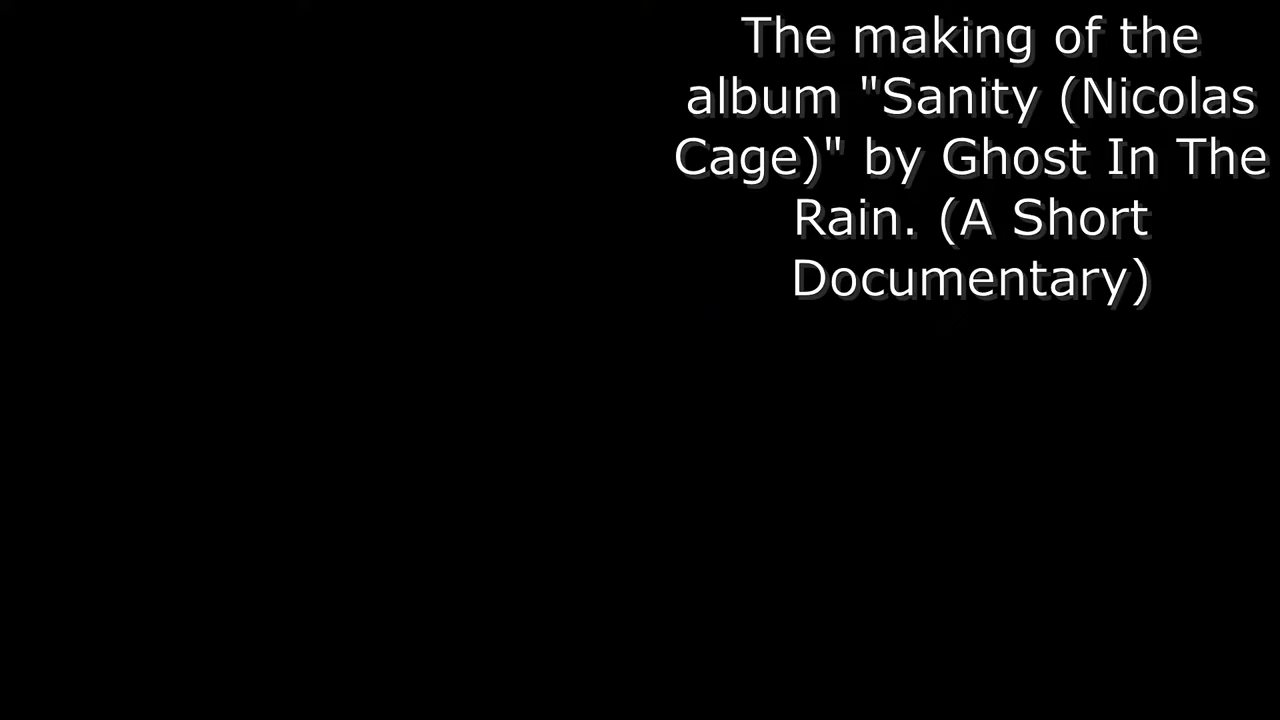 The making of the
album "Sanity (Nicolas
Cage)" by Ghost In The
Rain. (A Short
Documentary)